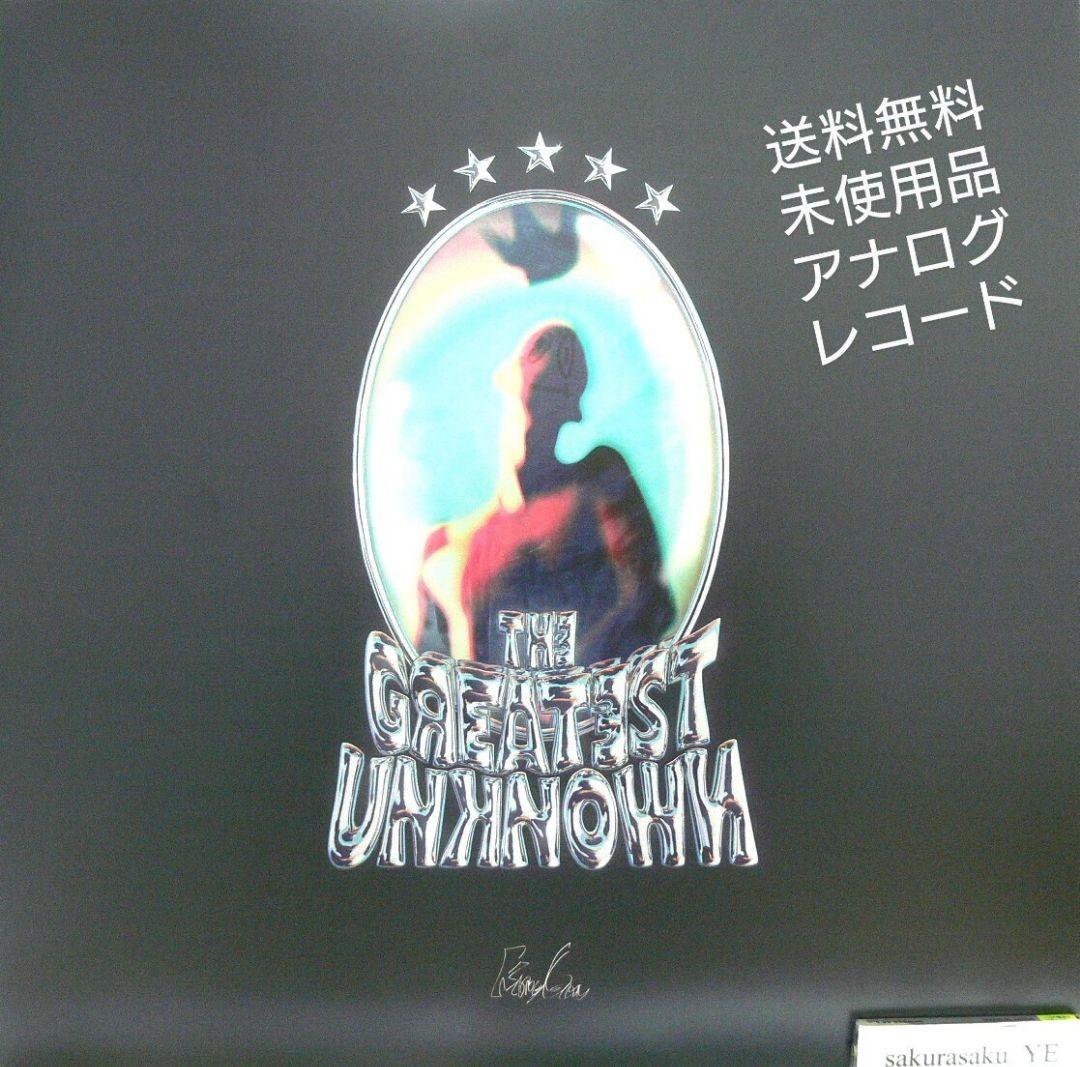 送料無料
未使用品
アナログ
レコード
THE
GREATEST
UNKNOWN
sakurasaku YE